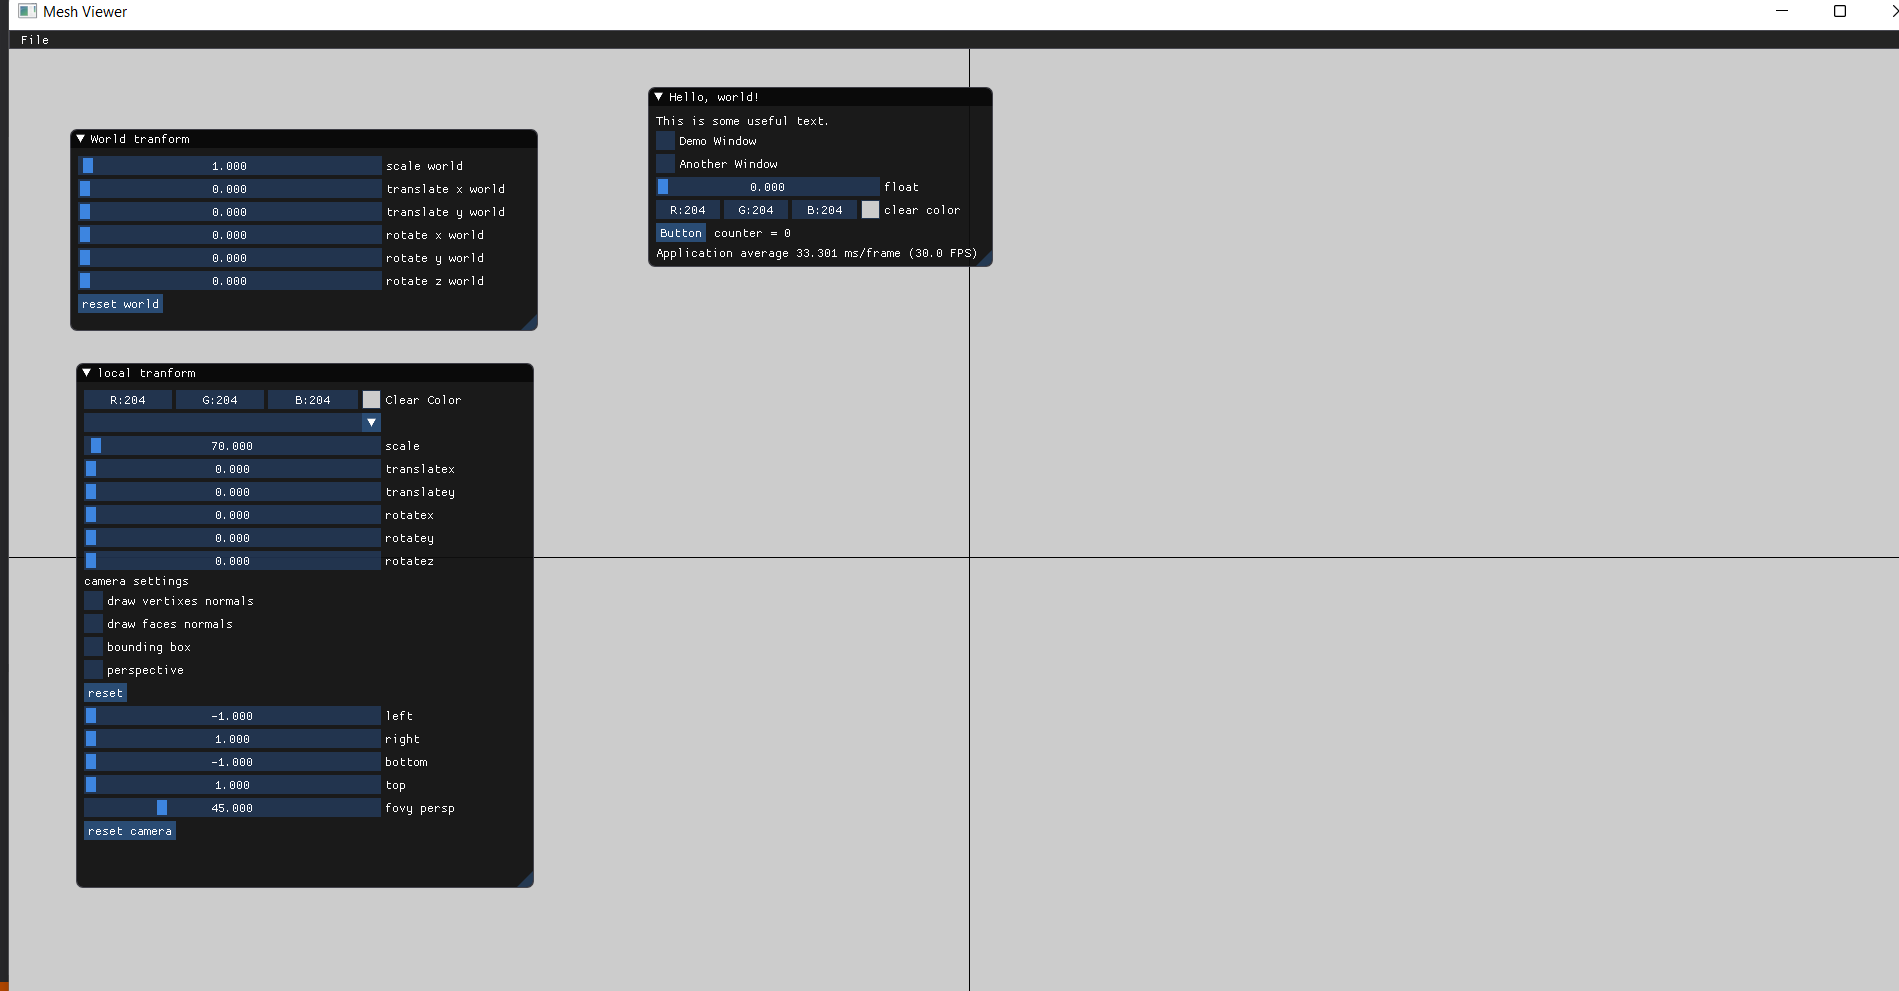 Mesh Viewer
File
Hello, world!
This is some useful text.
Demo Window
Another Window
0.000 float
R:204 G:204 B:204 clear color
Button counter = 0
Application average 33.301 ms/frame (30.0 FPS)
World tranform
1.000 scale world
0.000 translate x world
0.000 translate y world
0.000 rotate x world
0.000 rotate y world
0.000 rotate z world
reset world
local tranform
R:204 G:204 B:204 Clear Color
70.000 scale
0.000 translatex
0.000 translatey
0.000 rotatex
0.000 rotatey
0.000 rotatez
camera settings
draw vertixes normals
draw faces normals
bounding box
perspective
reset
-1.000 left
1.000 right
-1.000 bottom
1.000 top
45.000 fovy persp
reset camera